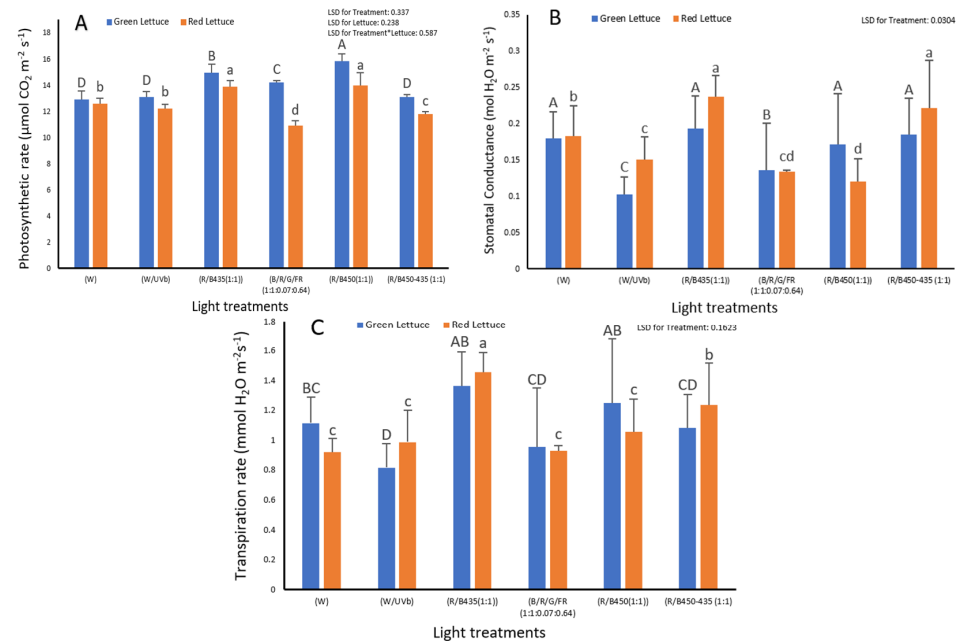 A
LSD for Treatment: 0.337
LSD for Lettuce: 0.238
LSD for Treatment*Lettuce: 0.587
Green Lettuce
Red Lettuce
Photosynthetic rate (µmol CO₂ m⁻² s⁻¹)
18
16
14
12
10
8
6
4
2
0
D
b
D
b
B
a
C
d
A
a
D
c
(W)
(W/UVb)
(R/B435(1:1))
(B/R/G/FR
(1:1:0.07:0.64)
(R/B450(1:1))
(R/B450-435 (1:1)
Light treatments
B
LSD for Treatment: 0.0304
Green Lettuce
Red Lettuce
Stomatal Conductance (mol H₂O m⁻² s⁻¹)
0.35
0.3
0.25
0.2
0.15
0.1
0.05
0
A
b
C
c
A
a
A
cd
A
d
A
a
(W)
(W/UVb)
(R/B435(1:1))
(B/R/G/FR
(1:1:0.07:0.64)
(R/B450(1:1))
(R/B450-435 (1:1)
Light treatments
C
Green Lettuce
Red Lettuce
LSD for Treatment: 0.1623
Transpiration rate (mmol H₂O m⁻²s⁻¹)
1.8
1.6
1.4
1.2
1
0.8
0.6
0.4
0.2
0
BC
c
D
c
AB
a
CD
c
AB
c
CD
b
(W)
(W/UVb)
(R/B435(1:1))
(B/R/G/FR
(1:1:0.07:0.64)
(R/B450(1:1))
(R/B450-435 (1:1)
Light treatments